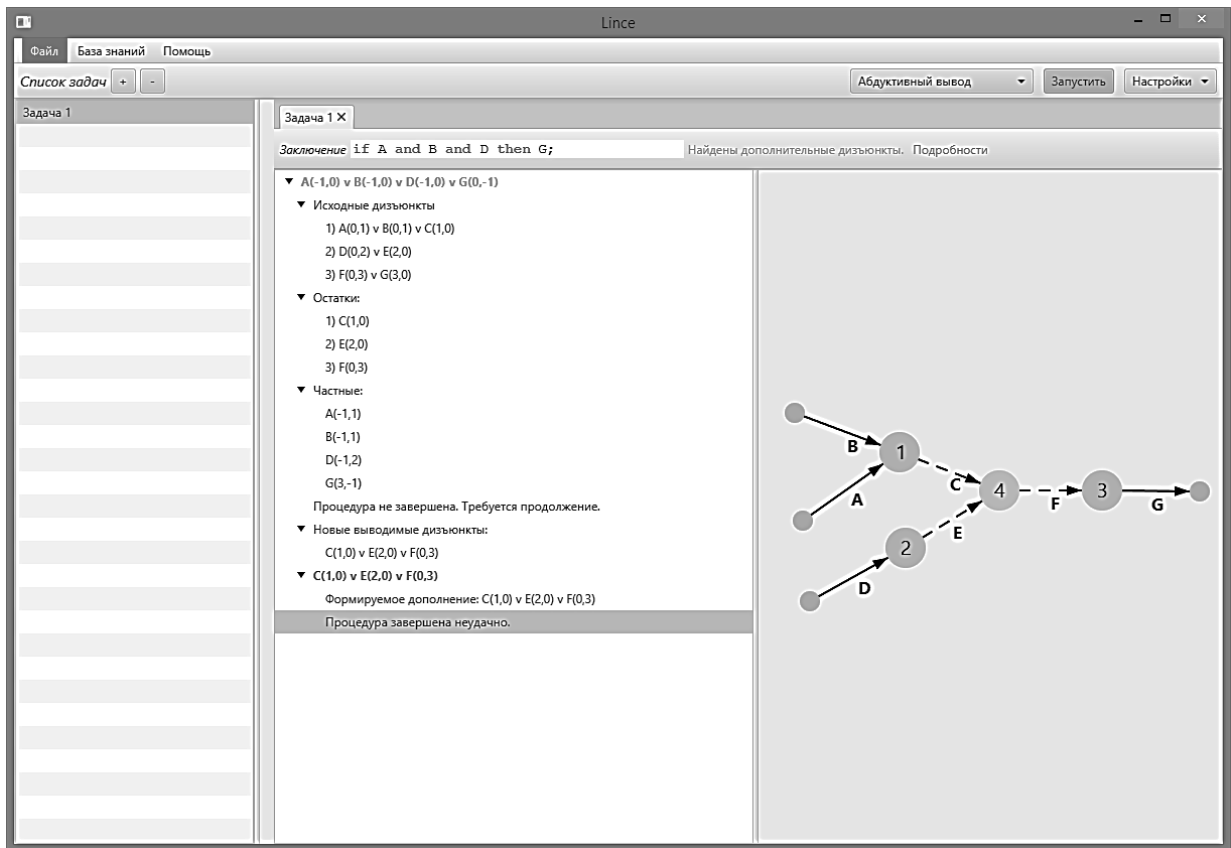 Lince
Файл База знаний Помощь
Список задач + - Абдуктивный вывод Запустить Настройки
Задача 1
Задача 1 X
Заключение if A and B and D then G; Найдены дополнительные дизъюнкты. Подробности
A(-1,0) v B(-1,0) v D(-1,0) v G(0,-1)
Исходные дизъюнкты
1) A(0,1) v B(0,1) v C(1,0)
2) D(0,2) v E(2,0)
3) F(0,3) v G(3,0)
Остатки:
1) C(1,0)
2) E(2,0)
3) F(0,3)
Частные:
A(-1,1)
B(-1,1)
D(-1,2)
G(3,-1)
Процедура не завершена. Требуется продолжение.
Новые выводимые дизъюнкты:
C(1,0) v E(2,0) v F(0,3)
C(1,0) v E(2,0) v F(0,3)
Формируемое дополнение: C(1,0) v E(2,0) v F(0,3)
Процедура завершена неудачно.
B 1
C 4 F 3 G
A
E
2
D